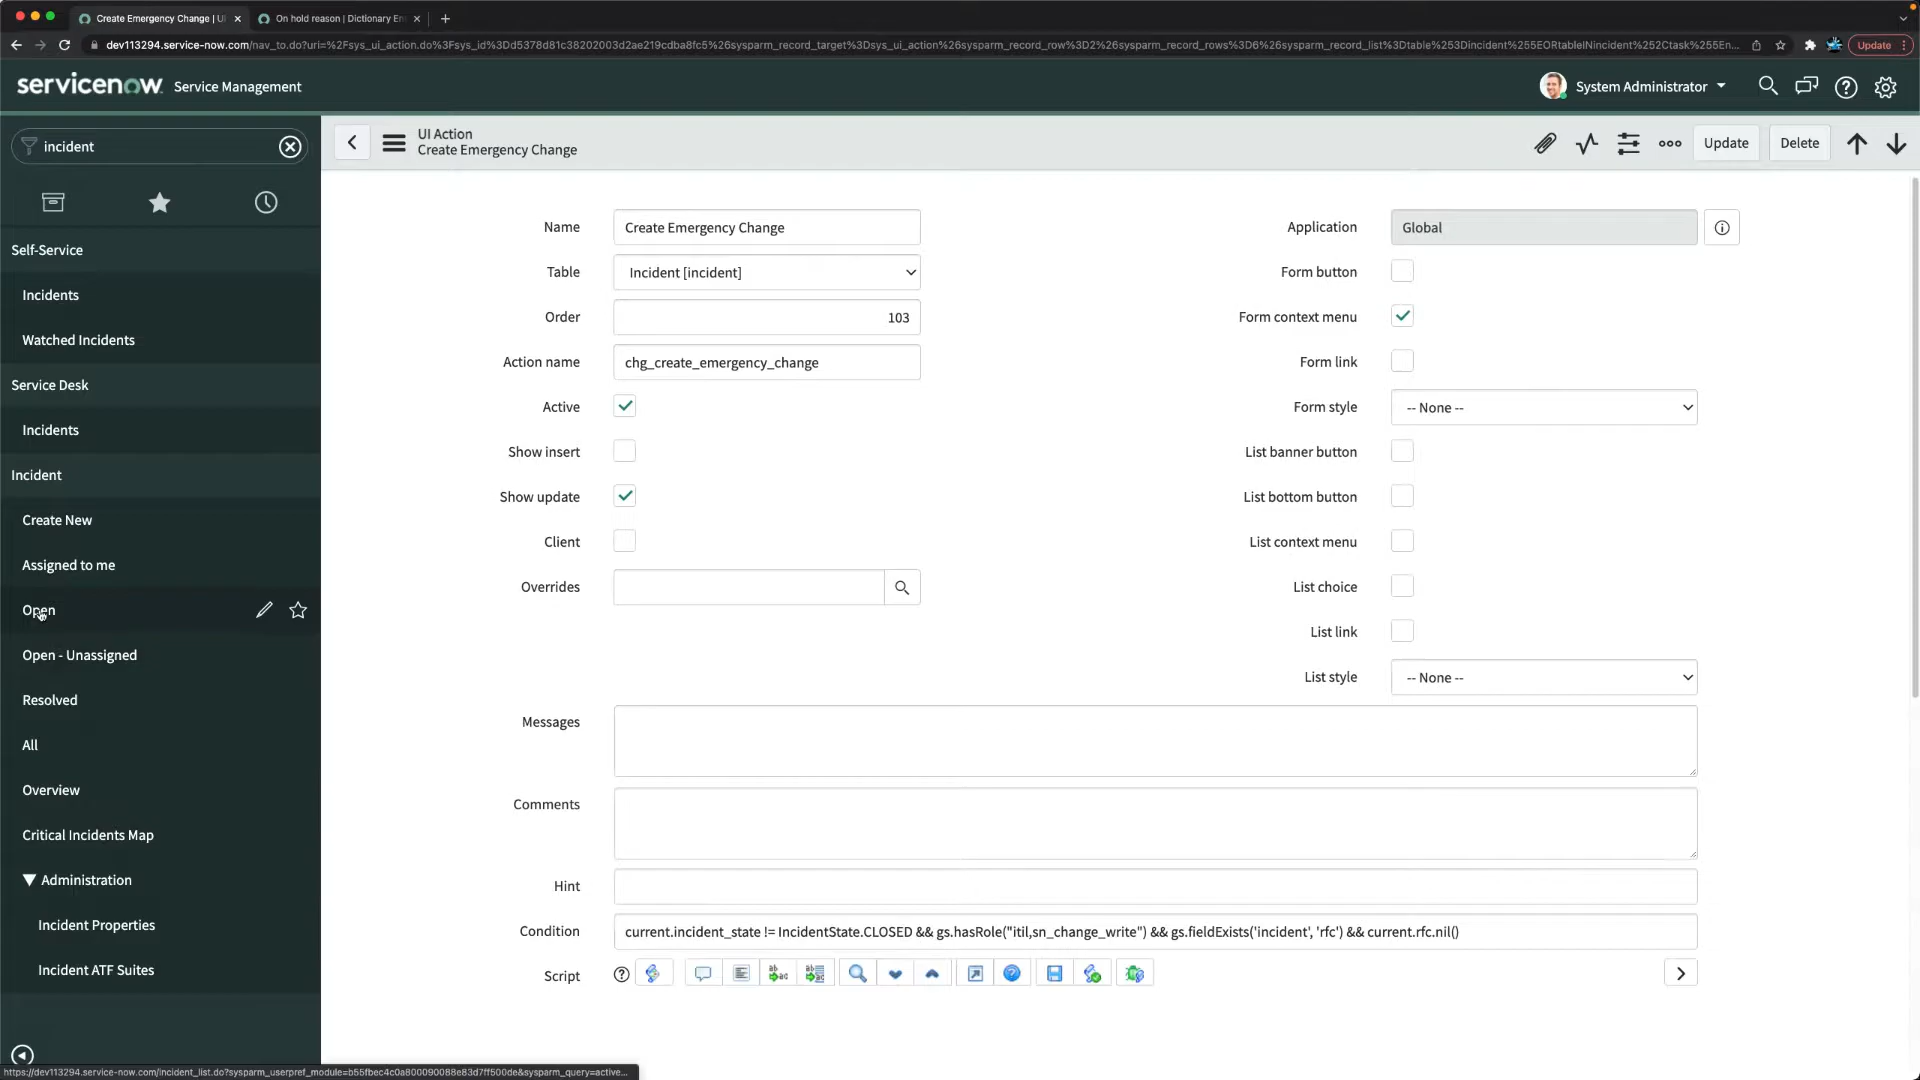 Create Emergency Change | U
On hold reason | Dictionary En
dev113294.service-now.com/nav_to.do?url=%2Fsys_ui_action.do%3Fsys_id%3Dd5378d81c38202003d2ae219cdba8fc5%26sysparm_record_target%3Dsys_ui_action%26sysparm_record_row%3D2%26sysparm_record_rows%3D6%26sysparm_record_list%3Dtable%253Dincident%255EORtableINincident%252Ctask%255En...
Update
servicenow Service Management
System Administrator
incident
UI Action
Create Emergency Change
Update
Delete
Self-Service
Incidents
Watched Incidents
Service Desk
Incidents
Incident
Create New
Assigned to me
Open
Open - Unassigned
Resolved
All
Overview
Critical Incidents Map
Administration
Incident Properties
Incident ATF Suites
Name Create Emergency Change
Table Incident [incident]
Order 103
Action name chg_create_emergency_change
Active
Show insert
Show update
Client
Overrides
Application Global
Form button
Form context menu
Form link
Form style -- None --
List banner button
List bottom button
List context menu
List choice
List link
List style -- None --
Messages
Comments
Hint
Condition current.incident_state != IncidentState.CLOSED && gs.hasRole("itil,sn_change_write") && gs.fieldExists('incident', 'rfc') && current.rfc.nil()
Script
https://dev113294.service-now.com/incident_list.do?sysparm_userpref_module=b55fbec4c0a800090088e83d7ff500de&sysparm_query=active...